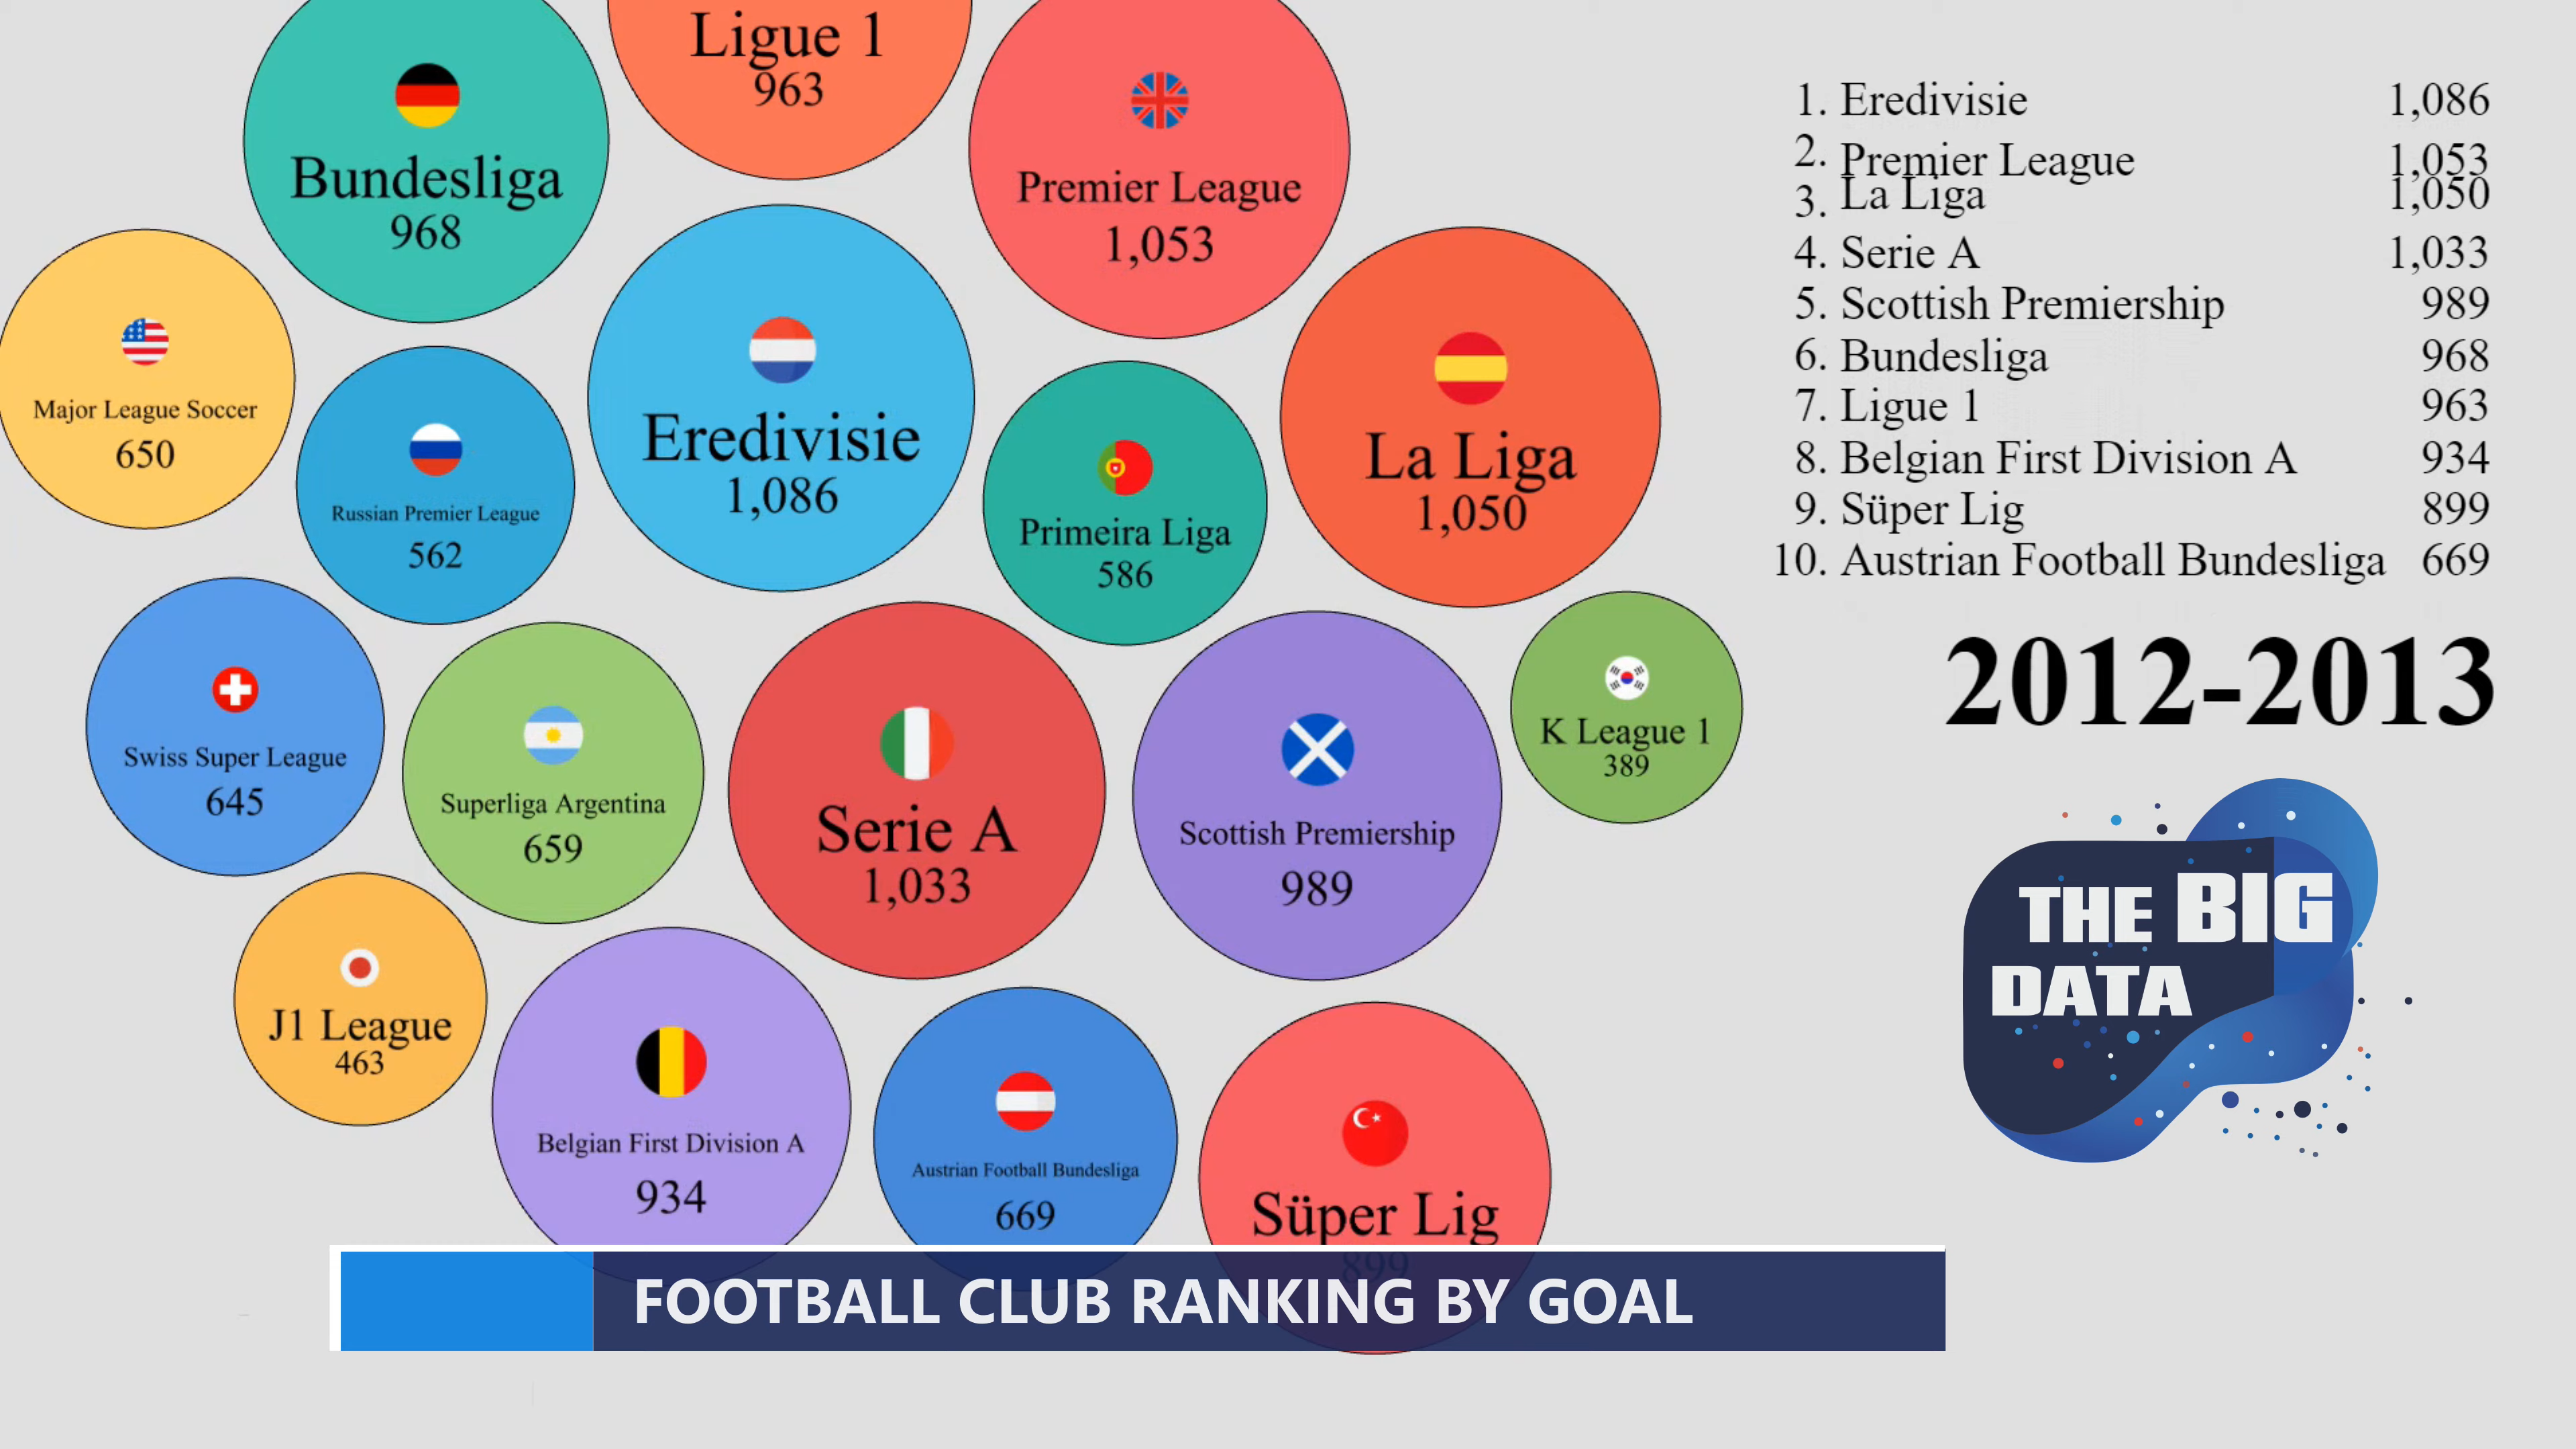 Ligue 1
963
Bundesliga
968
Premier League
1,053
Major League Soccer
650
Russian Premier League
562
Eredivisie
1,086
Primeira Liga
586
La Liga
1,050
Swiss Super League
645
Superliga Argentina
659
Serie A
1,033
Scottish Premiership
989
K League 1
389
J1 League
463
Belgian First Division A
934
Austrian Football Bundesliga
669
Süper Lig
899
1. Eredivisie 1,086
2. Premier League 1,053
3. La Liga 1,050
4. Serie A 1,033
5. Scottish Premiership 989
6. Bundesliga 968
7. Ligue 1 963
8. Belgian First Division A 934
9. Süper Lig 899
10. Austrian Football Bundesliga 669
2012-2013
THE BIG
DATA
FOOTBALL CLUB RANKING BY GOAL